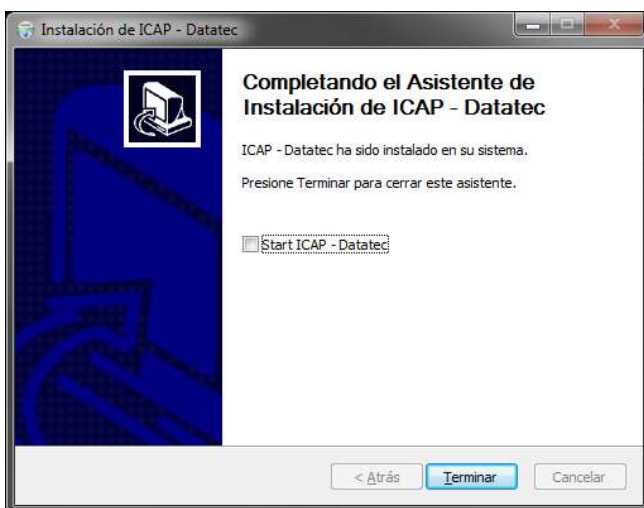 Instalación de ICAP - Datatec
Completando el Asistente de
Instalación de ICAP - Datatec
ICAP - Datatec ha sido instalado en su sistema.
Presione Terminar para cerrar este asistente.
Start ICAP - Datatec
< Atrás
Terminar
Cancelar